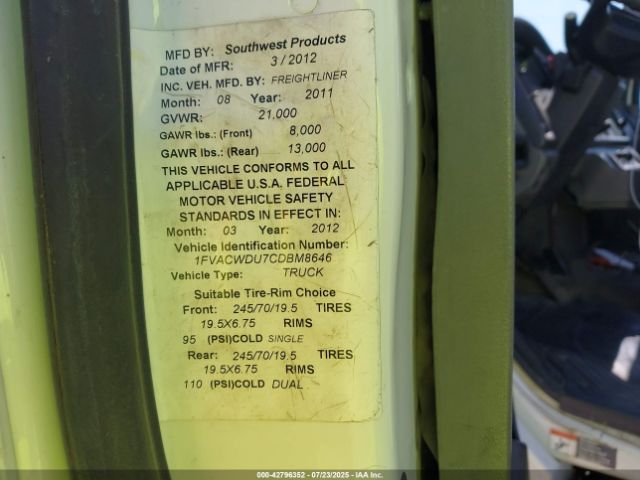 MFD BY: Southwest Products
Date of MFR: 3 / 2012
INC. VEH. MFD. BY: FREIGHTLINER
Month: 08 Year: 2011
GVWR: 21.000
GAWR lbs.: (Front) 8,000
GAWR lbs.: (Rear) 13,000
THIS VEHICLE CONFORMS TO ALL
APPLICABLE U.S.A. FEDERAL
MOTOR VEHICLE SAFETY
STANDARDS IN EFFECT IN:
Month: 03 Year: 2012
Vehicle Identification Number:
1FVACWDU7CDBM8646
Vehicle Type: TRUCK
Suitable Tire-Rim Choice
Front: 245/70/19.5 TIRES
19.5X6.75 RIMS
95 (PSI)COLD SINGLE
Rear: 245/70/19.5 TIRES
19.5X6.75 RIMS
110 (PSI)COLD DUAL
000-42796352 - 07/23/2025 - IAAI.com